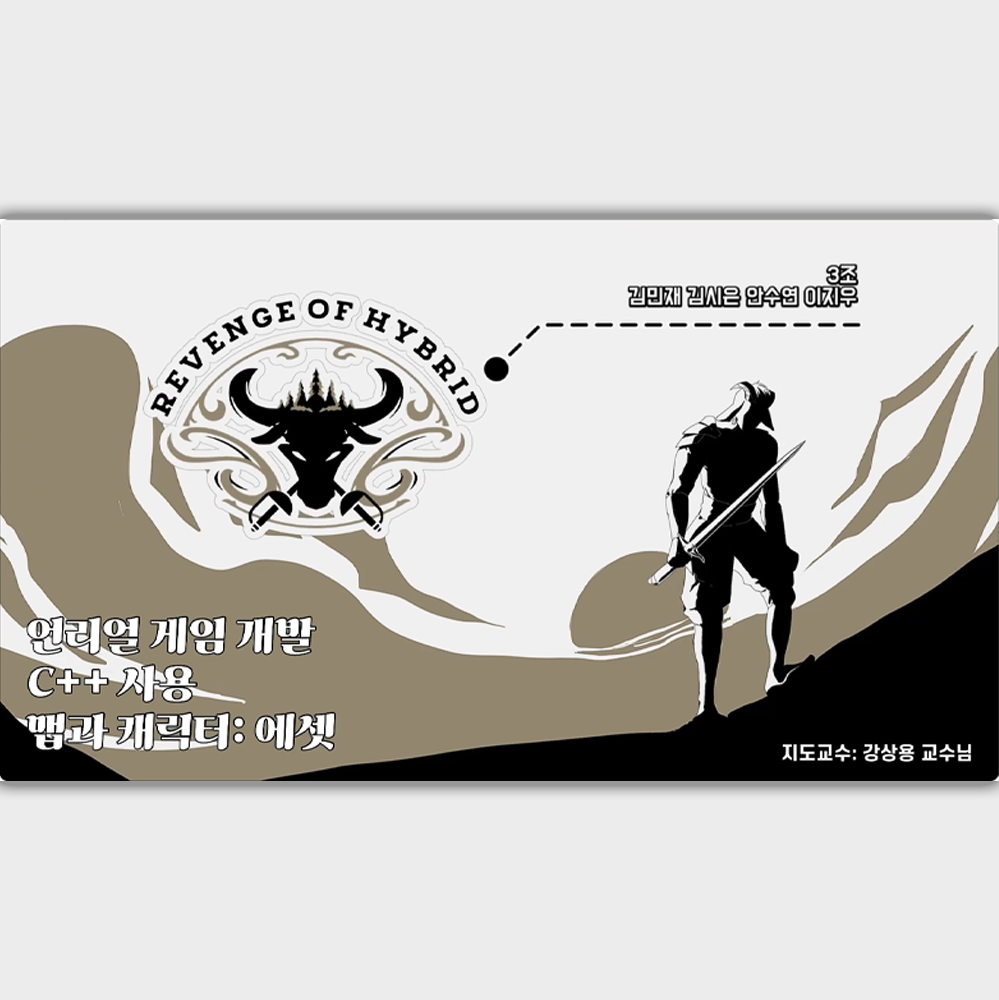 REVENGE OF HYBRID
3조
김민재 김시은 안수연 이지우
언리얼 게임 개발
C++ 사용
맵과 캐릭터: 에셋
지도교수: 강상용 교수님